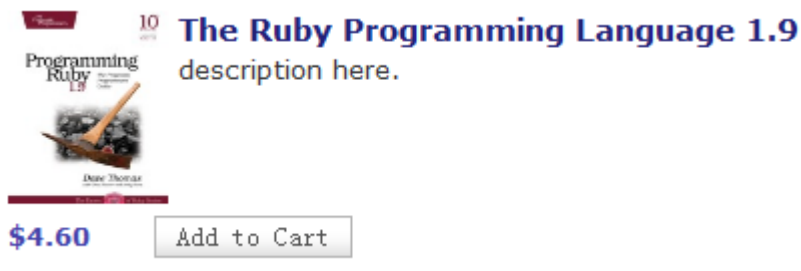 The Ruby Programming Language 1.9
description here.
10
Programming
Ruby
1.9
Dave Thomas
$4.60
Add to Cart